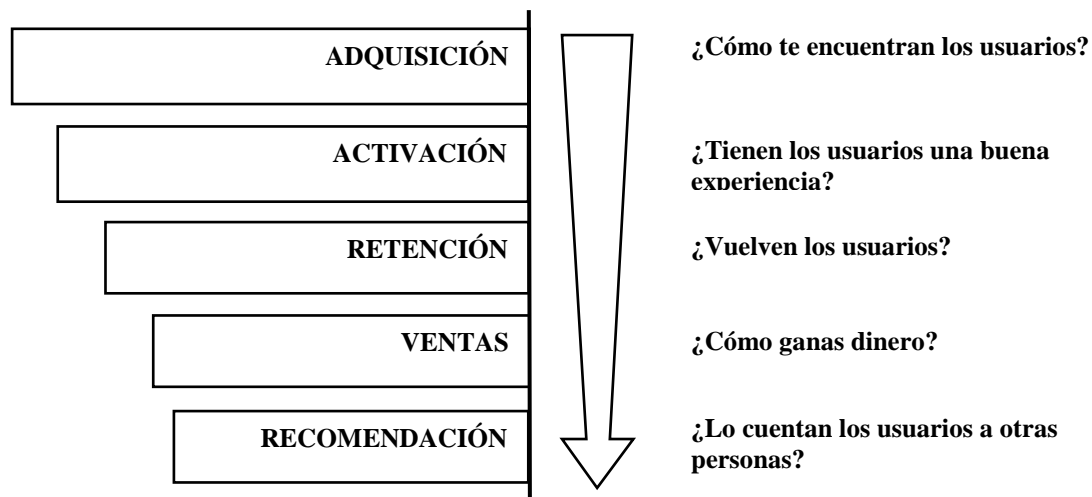 ADQUISICIÓN
¿Cómo te encuentran los usuarios?
ACTIVACIÓN
¿Tienen los usuarios una buena
experiencia?
RETENCIÓN
¿Vuelven los usuarios?
VENTAS
¿Cómo ganas dinero?
RECOMENDACIÓN
¿Lo cuentan los usuarios a otras
personas?